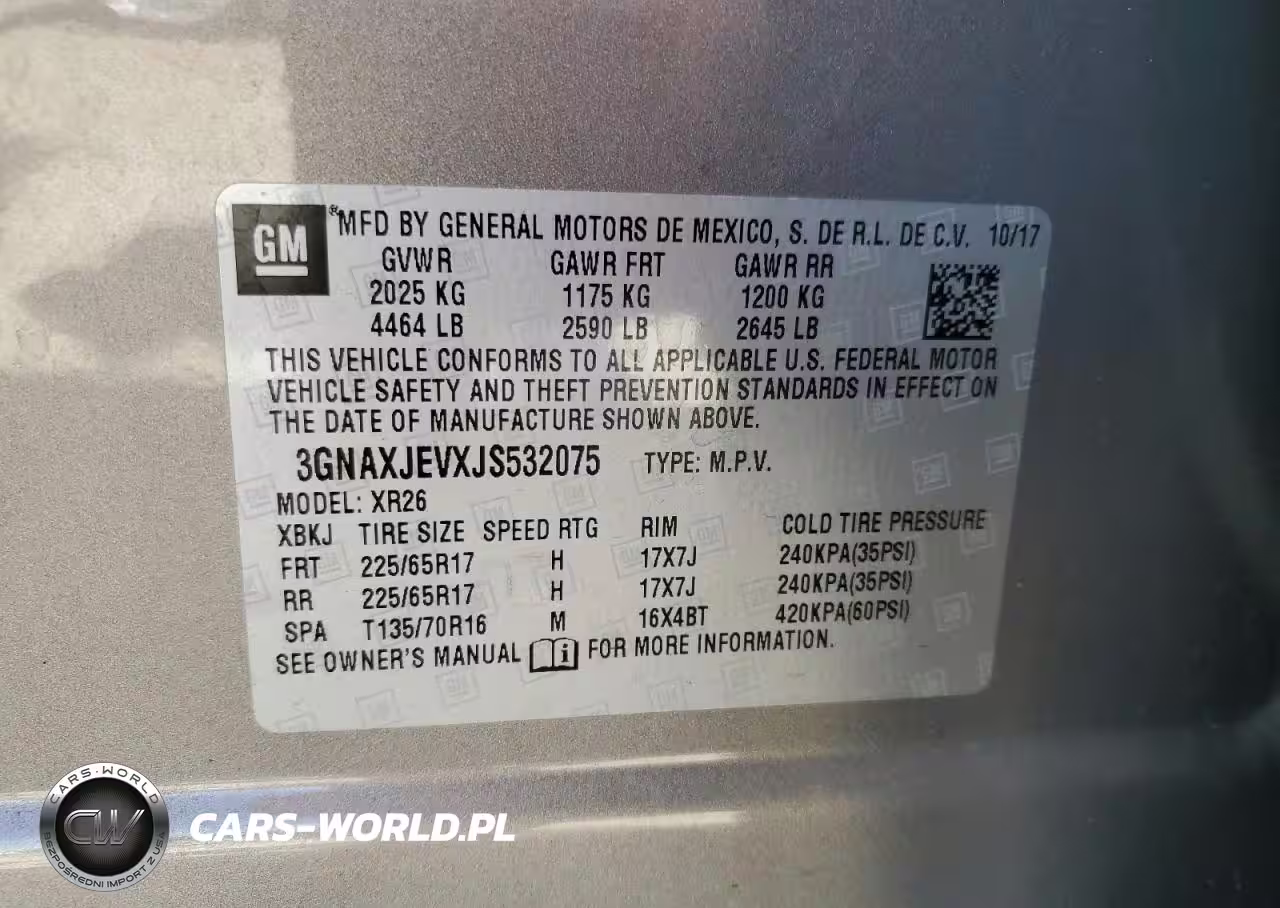 GM
® MFD BY GENERAL MOTORS DE MEXICO, S. DE R.L. DE C.V. 10/17
GVWR GAWR FRT GAWR RR
2025 KG 1175 KG 1200 KG
4464 LB 2590 LB 2645 LB
THIS VEHICLE CONFORMS TO ALL APPLICABLE U.S. FEDERAL MOTOR
VEHICLE SAFETY AND THEFT PREVENTION STANDARDS IN EFFECT ON
THE DATE OF MANUFACTURE SHOWN ABOVE.
3GNAXJEVXJS532075 TYPE: M.P.V.
MODEL: XR26
XBKJ TIRE SIZE SPEED RTG RIM COLD TIRE PRESSURE
FRT 225/65R17 H 17X7J 240KPA(35PSI)
RR 225/65R17 H 17X7J 240KPA(35PSI)
SPA T135/70R16 M 16X4BT 420KPA(60PSI)
SEE OWNER'S MANUAL i FOR MORE INFORMATION.
CARS-WORLD
CW
BEZPOŚREDNI IMPORT Z USA
CARS-WORLD.PL